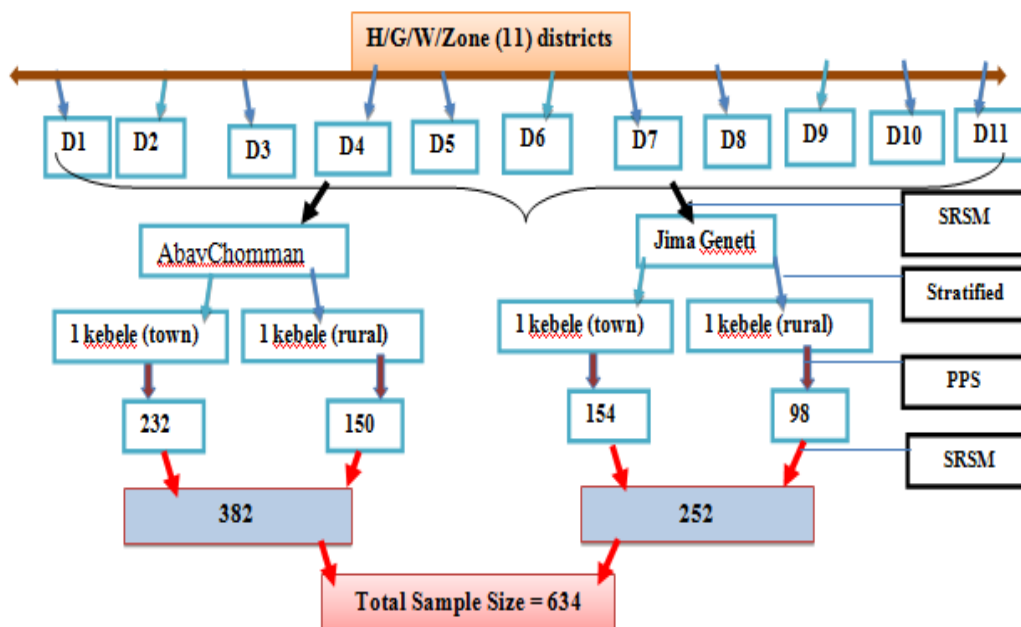 H/G/W/Zone (11) districts
D1
D2
D3
D4
D5
D6
D7
D8
D9
D10
D11
SRSM
AbayChomman
Jima Geneti
Stratified
1 kebele (town)
1 kebele (rural)
1 kebele (town)
1 kebele (rural)
PPS
232
150
154
98
SRSM
382
252
Total Sample Size = 634